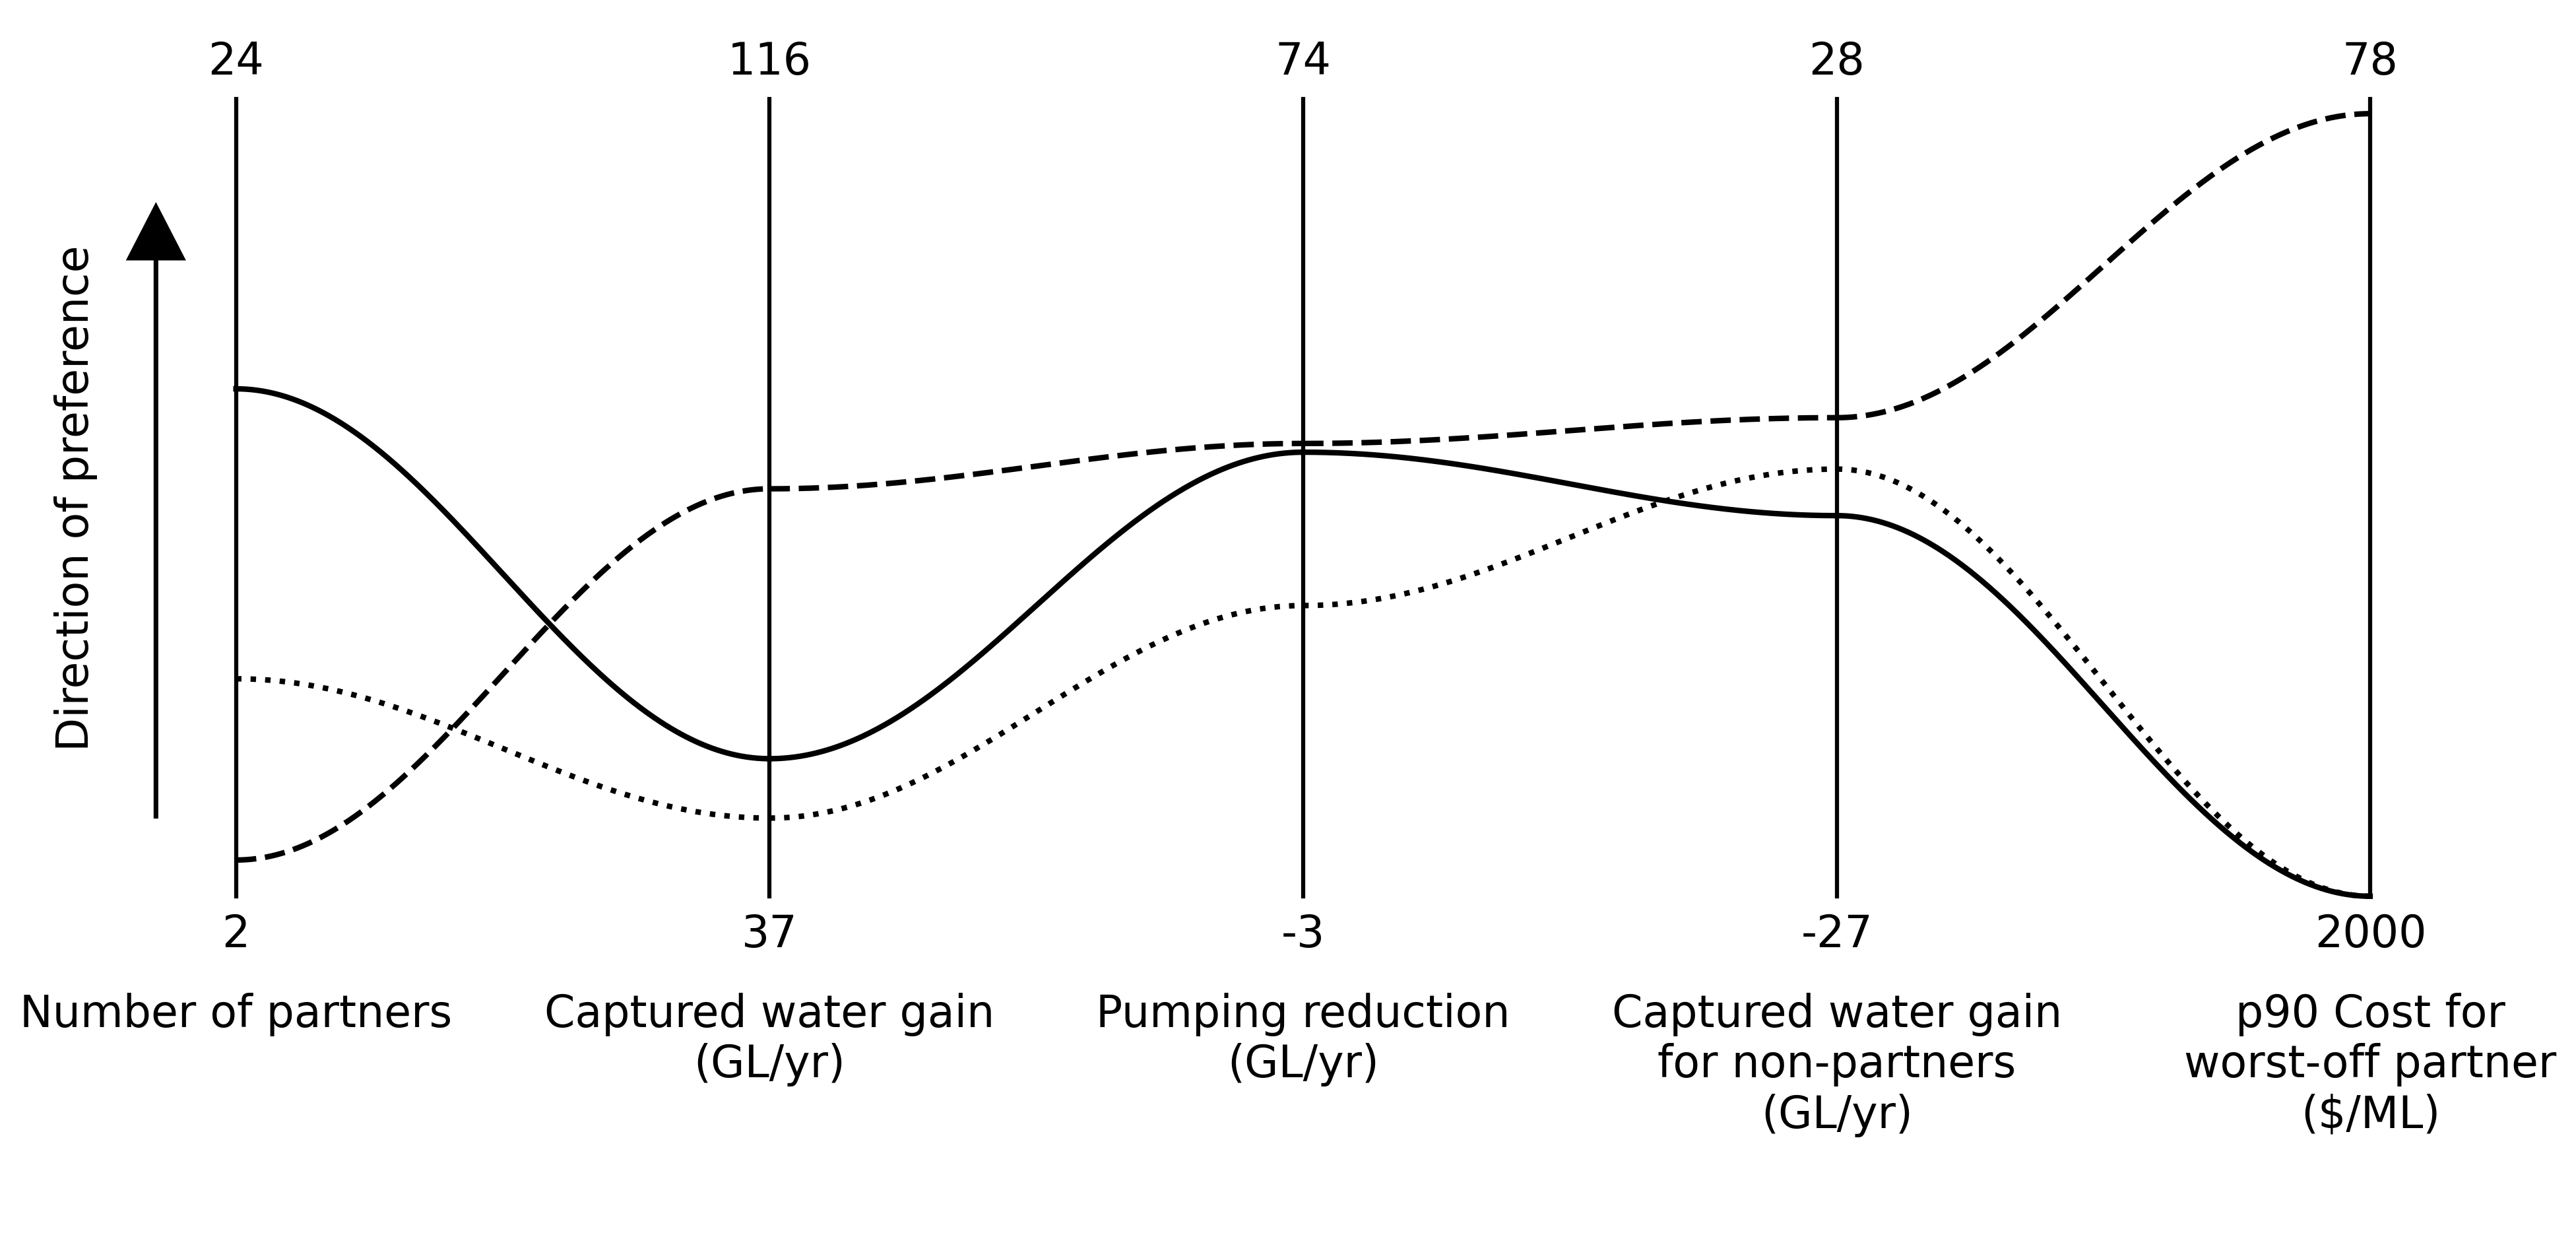 24
116
74
28
78
Direction of preference
2
37
-3
-27
2000
Number of partners
Captured water gain
(GL/yr)
Pumping reduction
(GL/yr)
Captured water gain
for non-partners
(GL/yr)
p90 Cost for
worst-off partner
($/ML)